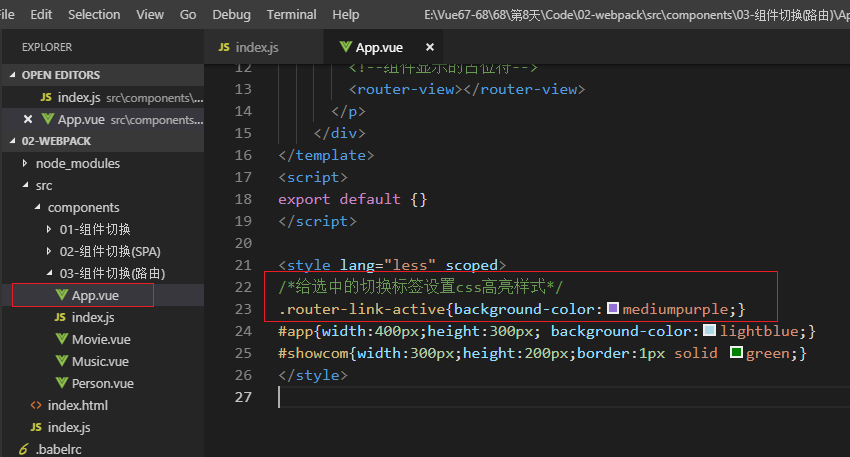 File Edit Selection View Go Debug Terminal Help E:\Vue67-68\68\第8天\Code\02-webpack\src\components\03-组件切换(路由)\Ap
EXPLORER
JS index.js App.vue ×
OPEN EDITORS
JS index.js src\components\...
× App.vue src\components...
02-WEBPACK
node_modules
src
components
01-组件切换
02-组件切换(SPA)
03-组件切换(路由)
App.vue
JS index.js
Movie.vue
Music.vue
Person.vue
<> index.html
JS index.js
.babelrc
12 <!--组件显示的占位符-->
13 <router-view></router-view>
14 </p>
15 </div>
16 </template>
17 <script>
18 export default {}
19 </script>
20
21 <style lang="less" scoped>
22 /*给选中的切换标签设置css高亮样式*/
23 .router-link-active{background-color:mediumpurple;}
24 #app{width:400px;height:300px; background-color:lightblue;}
25 #showcom{width:300px;height:200px;border:1px solid green;}
26 </style>
27